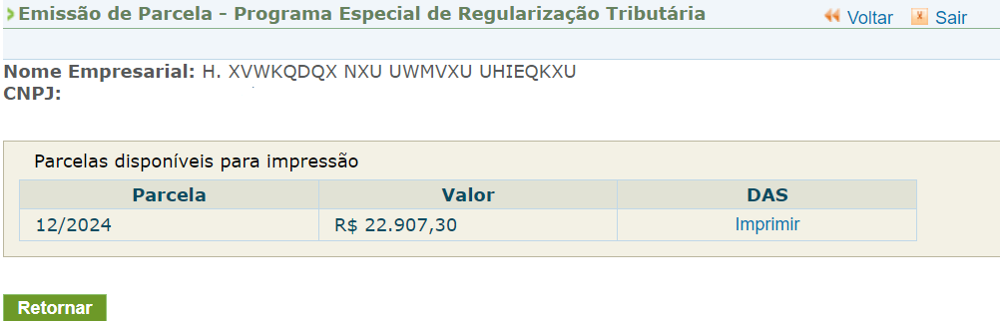 Emissão de Parcela - Programa Especial de Regularização Tributária Voltar Sair
Nome Empresarial: H. XVWKQDQX NXU UWMVXU UHIEQKXU
CNPJ:
Parcelas disponíveis para impressão
Parcela Valor DAS
12/2024 R$ 22.907,30 Imprimir
Retornar